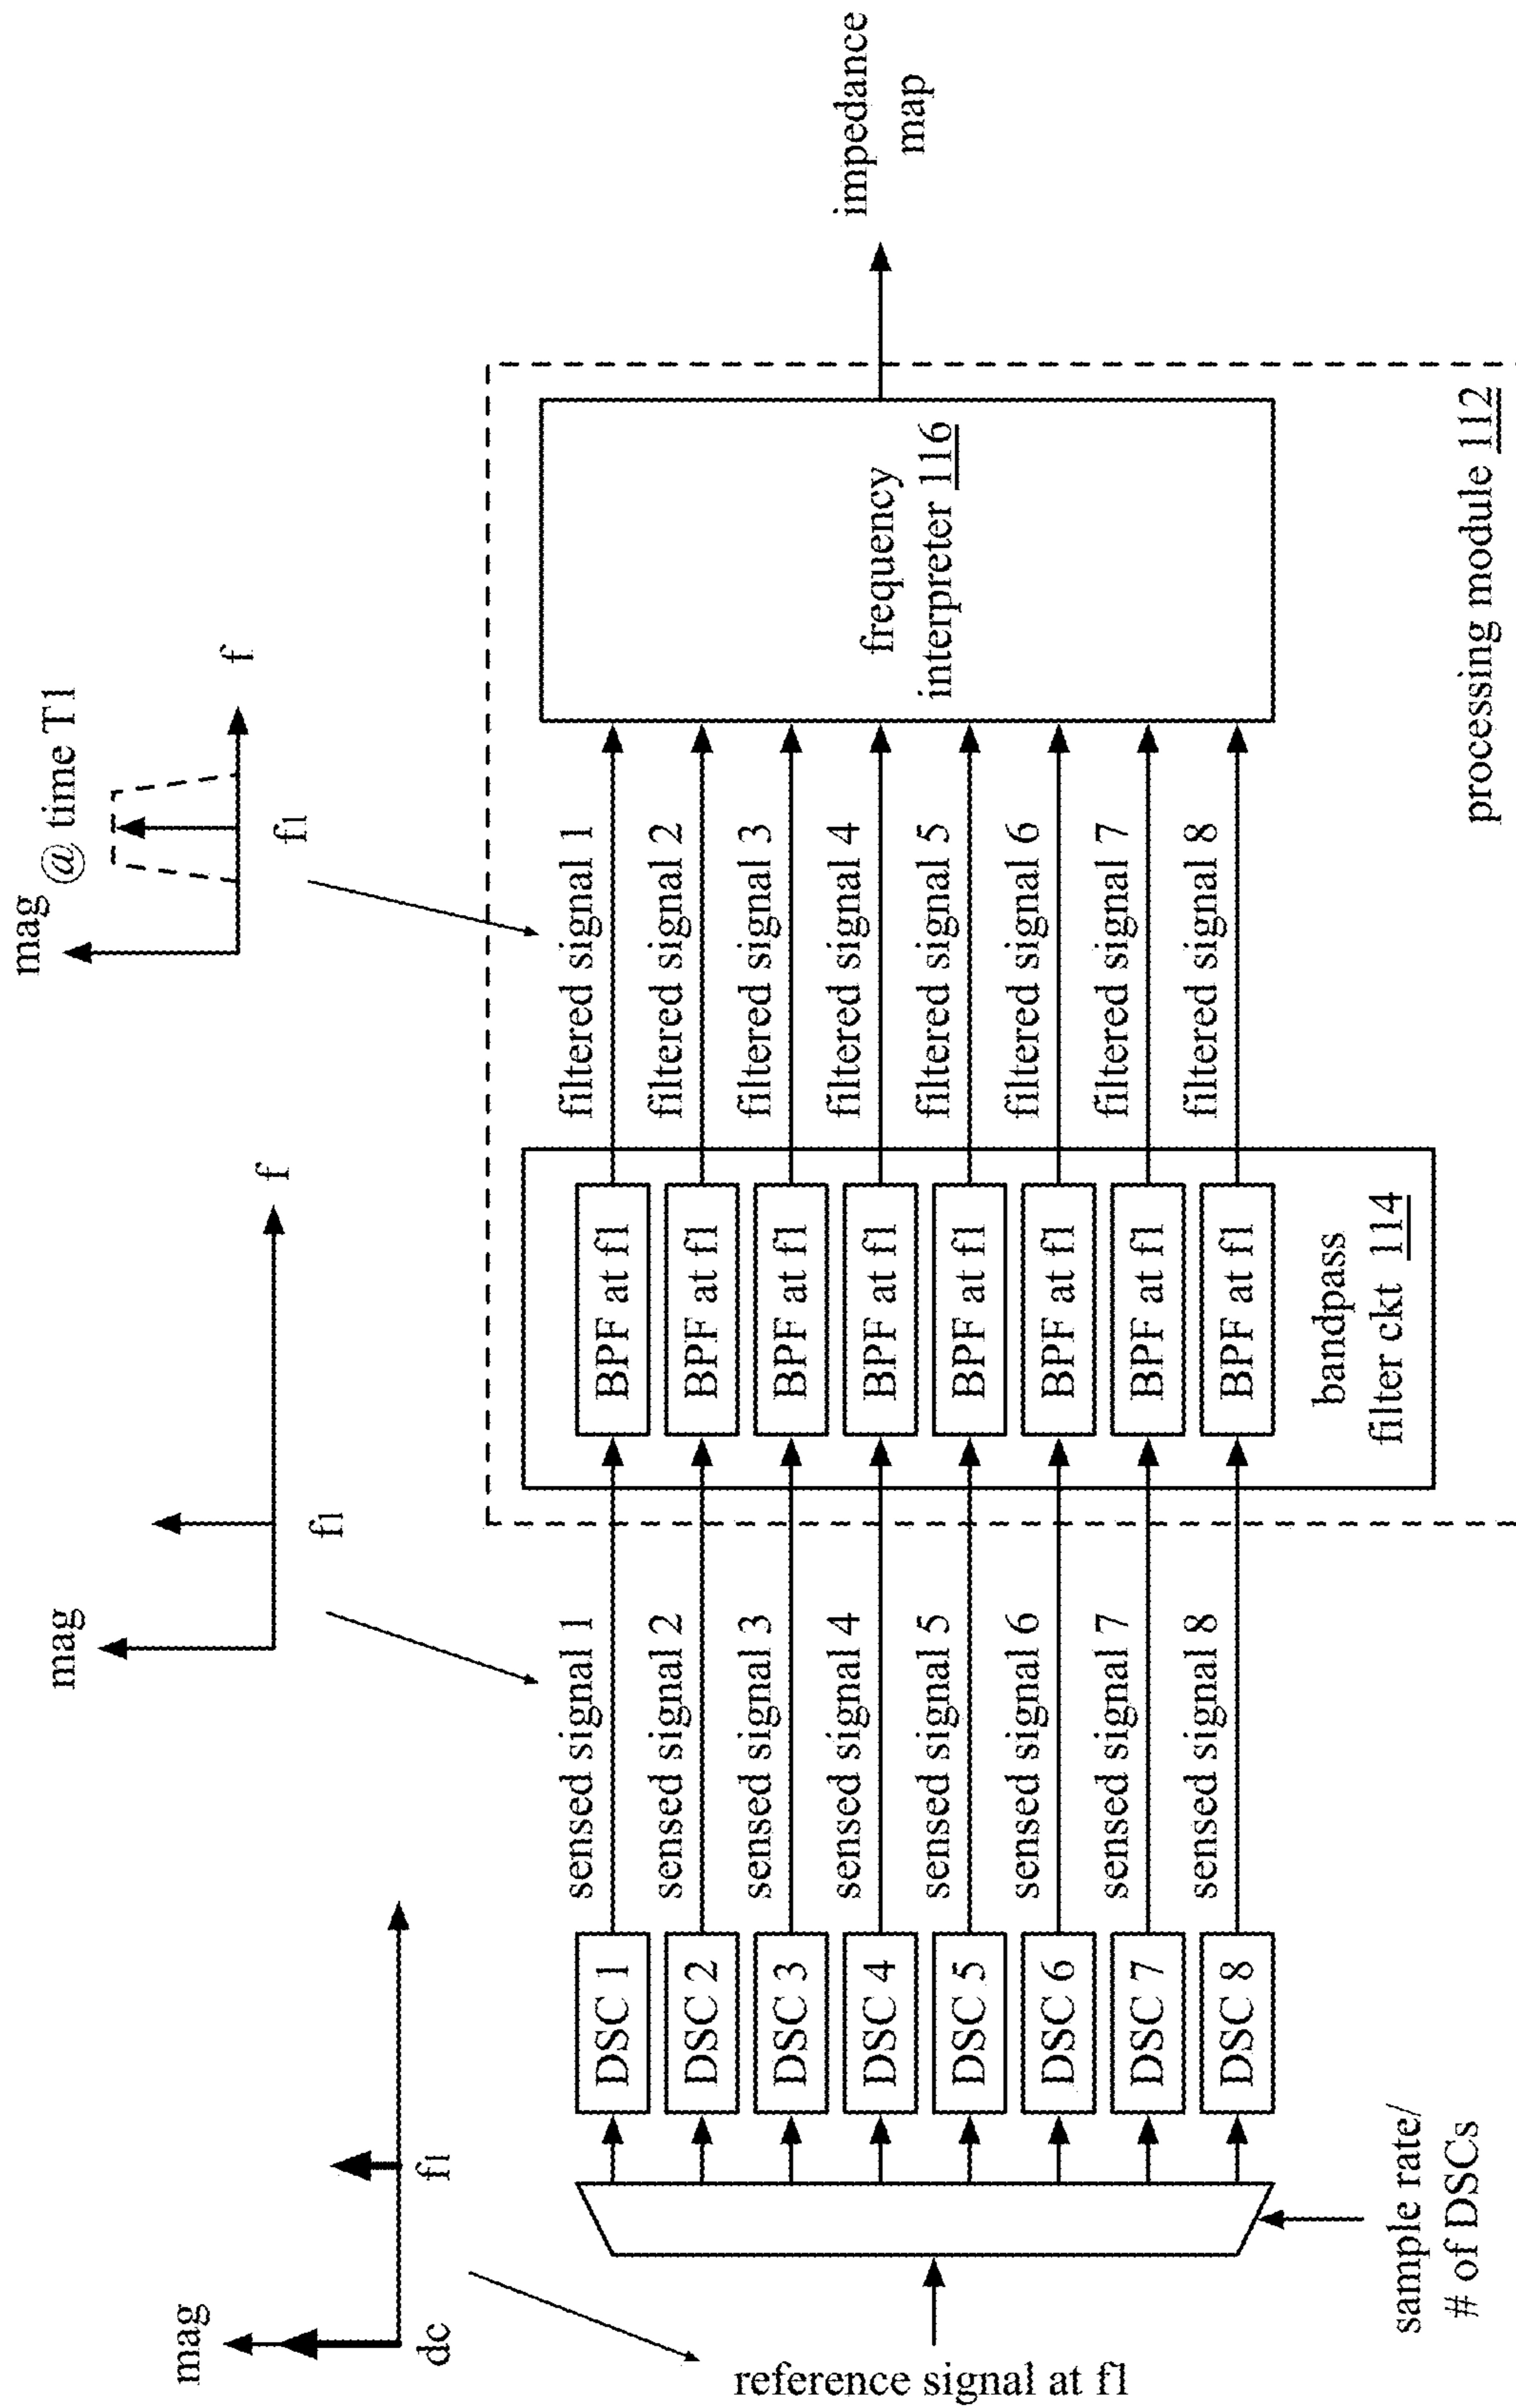 mag
dc
f1
mag
f1
f
mag
@ time T1
f1
f
reference signal at f1
sample rate/
# of DSCs
DSC 1
DSC 2
DSC 3
DSC 4
DSC 5
DSC 6
DSC 7
DSC 8
sensed signal 1
sensed signal 2
sensed signal 3
sensed signal 4
sensed signal 5
sensed signal 6
sensed signal 7
sensed signal 8
BPF at f1
BPF at f1
BPF at f1
BPF at f1
BPF at f1
BPF at f1
BPF at f1
BPF at f1
bandpass
filter ckt 114
filtered signal 1
filtered signal 2
filtered signal 3
filtered signal 4
filtered signal 5
filtered signal 6
filtered signal 7
filtered signal 8
frequency
interpreter 116
processing module 112
impedance
map